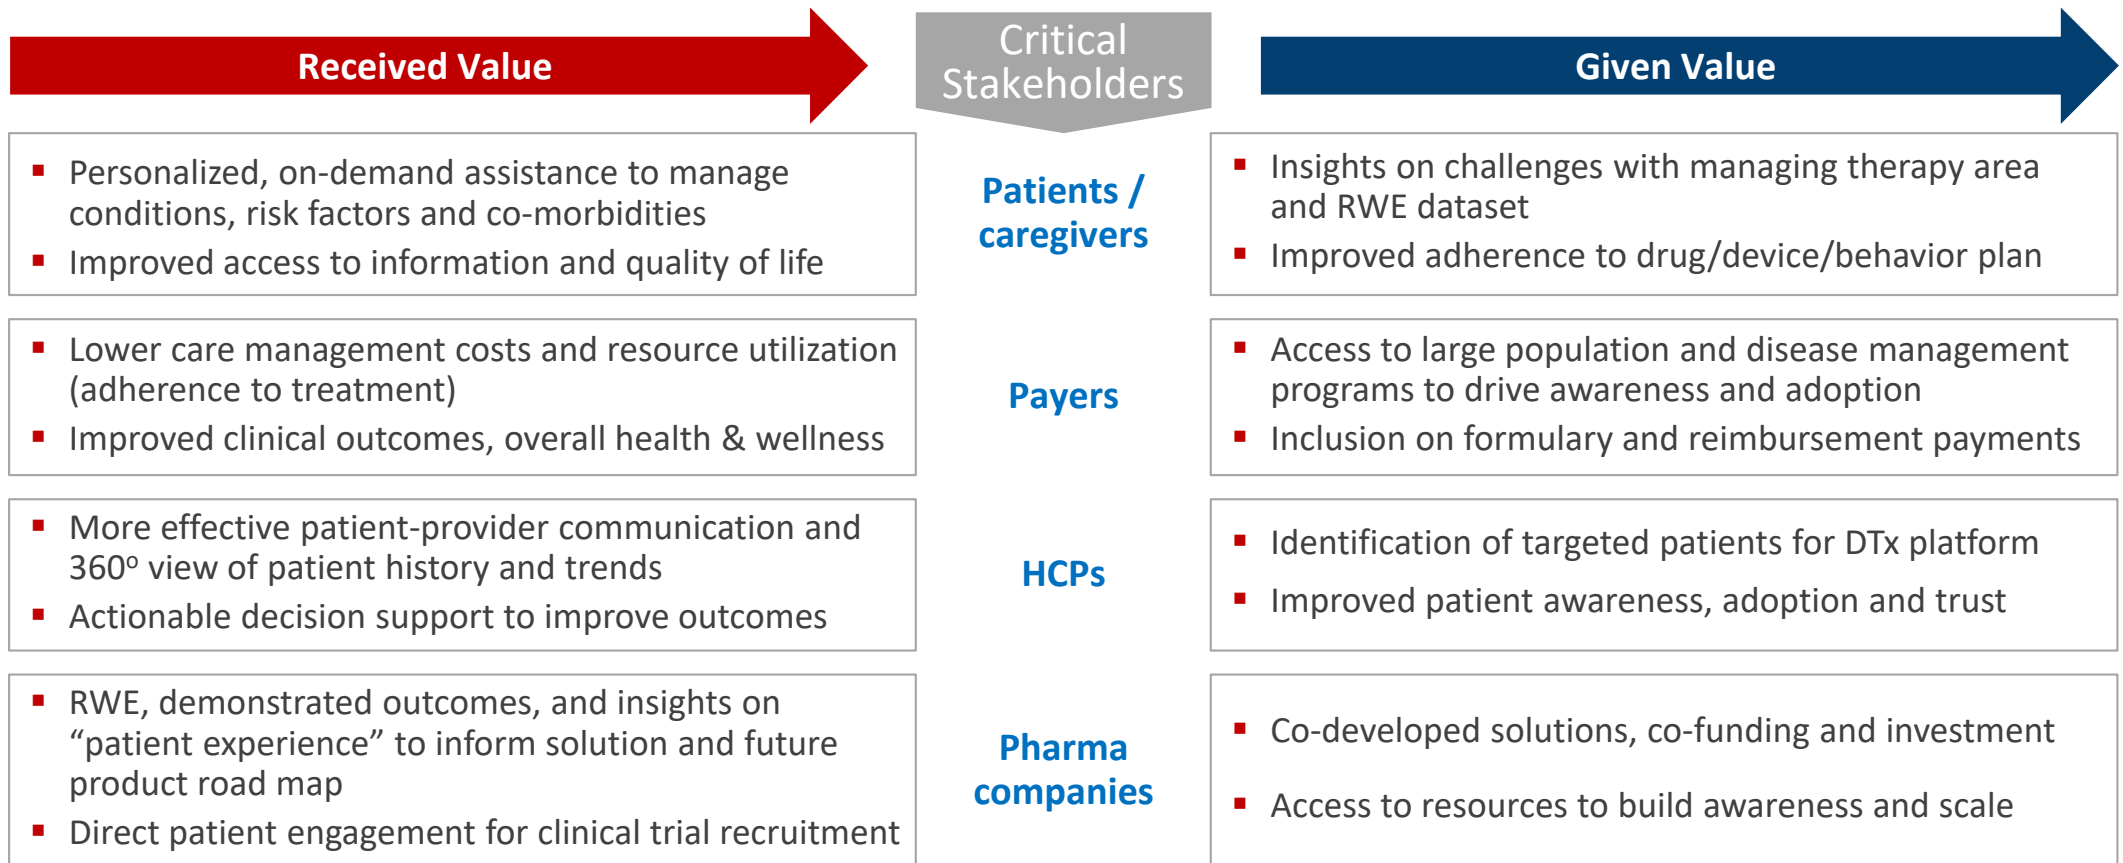 Received Value
Critical
Stakeholders
Given Value
▪ Personalized, on-demand assistance to manage
conditions, risk factors and co-morbidities
▪ Improved access to information and quality of life
Patients /
caregivers
▪ Insights on challenges with managing therapy area
and RWE dataset
▪ Improved adherence to drug/device/behavior plan
▪ Lower care management costs and resource utilization
(adherence to treatment)
▪ Improved clinical outcomes, overall health & wellness
Payers
▪ Access to large population and disease management
programs to drive awareness and adoption
▪ Inclusion on formulary and reimbursement payments
▪ More effective patient-provider communication and
360º view of patient history and trends
▪ Actionable decision support to improve outcomes
HCPs
▪ Identification of targeted patients for DTx platform
▪ Improved patient awareness, adoption and trust
▪ RWE, demonstrated outcomes, and insights on
“patient experience” to inform solution and future
product road map
▪ Direct patient engagement for clinical trial recruitment
Pharma
companies
▪ Co-developed solutions, co-funding and investment
▪ Access to resources to build awareness and scale